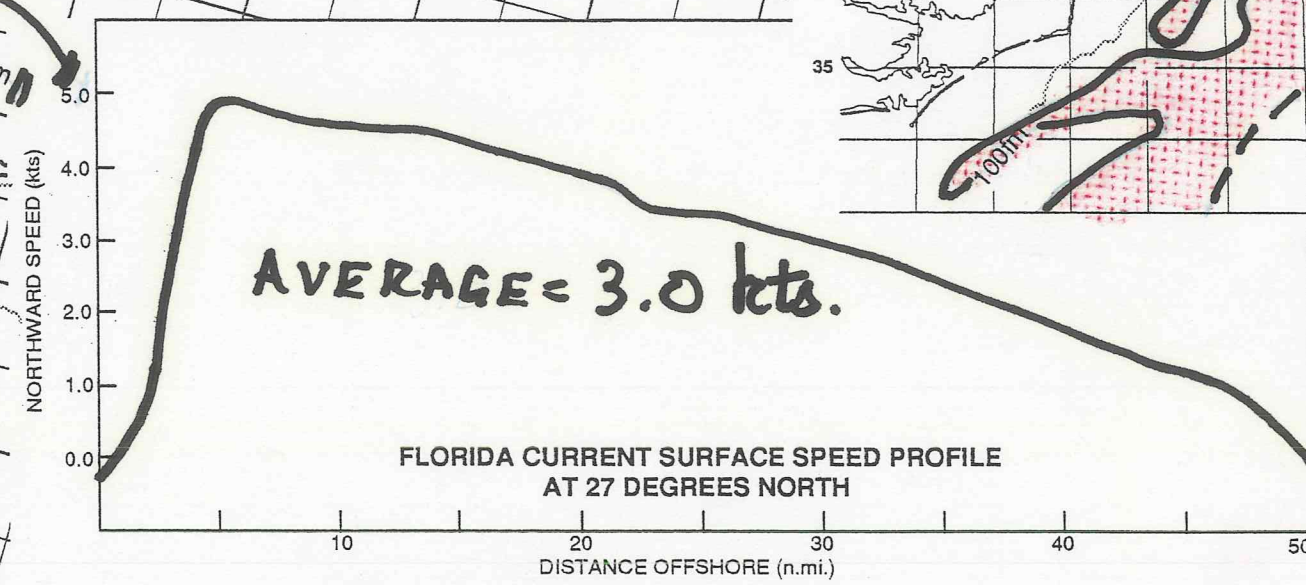 35
100fm
5.0
4.0
3.0
2.0
1.0
0.0
NORTHWARD SPEED (kts)
AVERAGE= 3.0 kts.
FLORIDA CURRENT SURFACE SPEED PROFILE
AT 27 DEGREES NORTH
10
20
30
40
50
DISTANCE OFFSHORE (n.mi.)